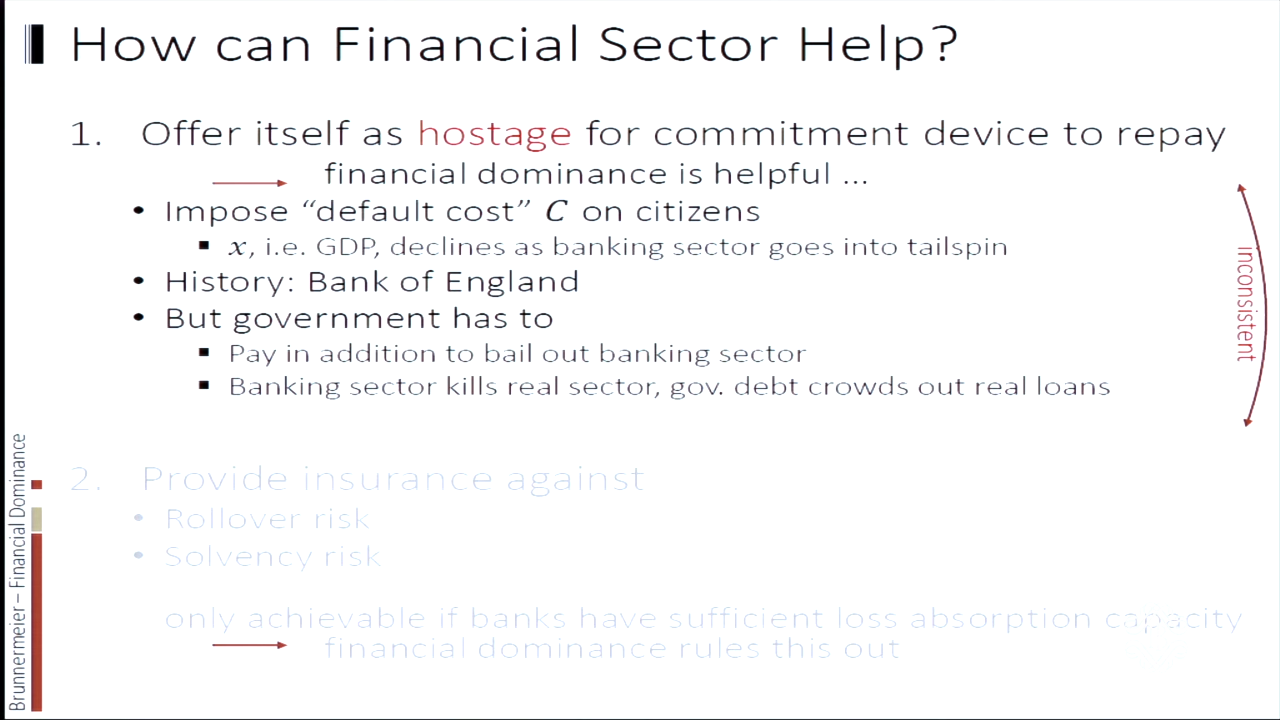 How can Financial Sector Help?
1. Offer itself as hostage for commitment device to repay
financial dominance is helpful ...
• Impose “default cost” C on citizens
▪ x, i.e. GDP, declines as banking sector goes into tailspin
• History: Bank of England
• But government has to
▪ Pay in addition to bail out banking sector
▪ Banking sector kills real sector, gov. debt crowds out real loans
inconsistent
2. Provide insurance against
• Rollover risk
• Solvency risk
only achievable if banks have sufficient loss absorption capacity
financial dominance rules this out
Brunnermeier – Financial Dominance